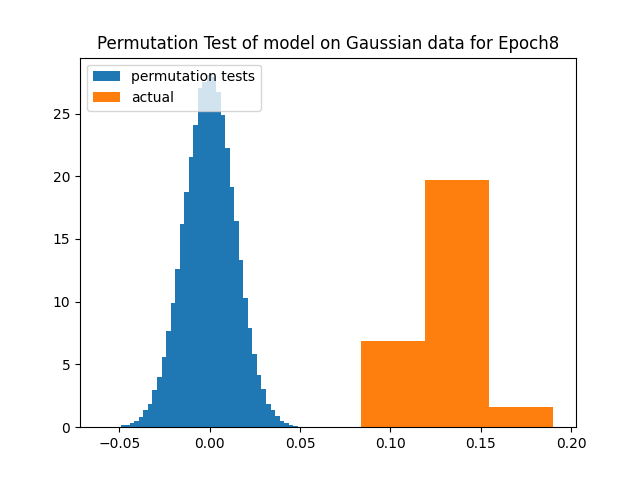 Permutation Test of model on Gaussian data for Epoch8
permutation tests
actual
25
20
15
10
5
0
−0.05 0.00 0.05 0.10 0.15 0.20